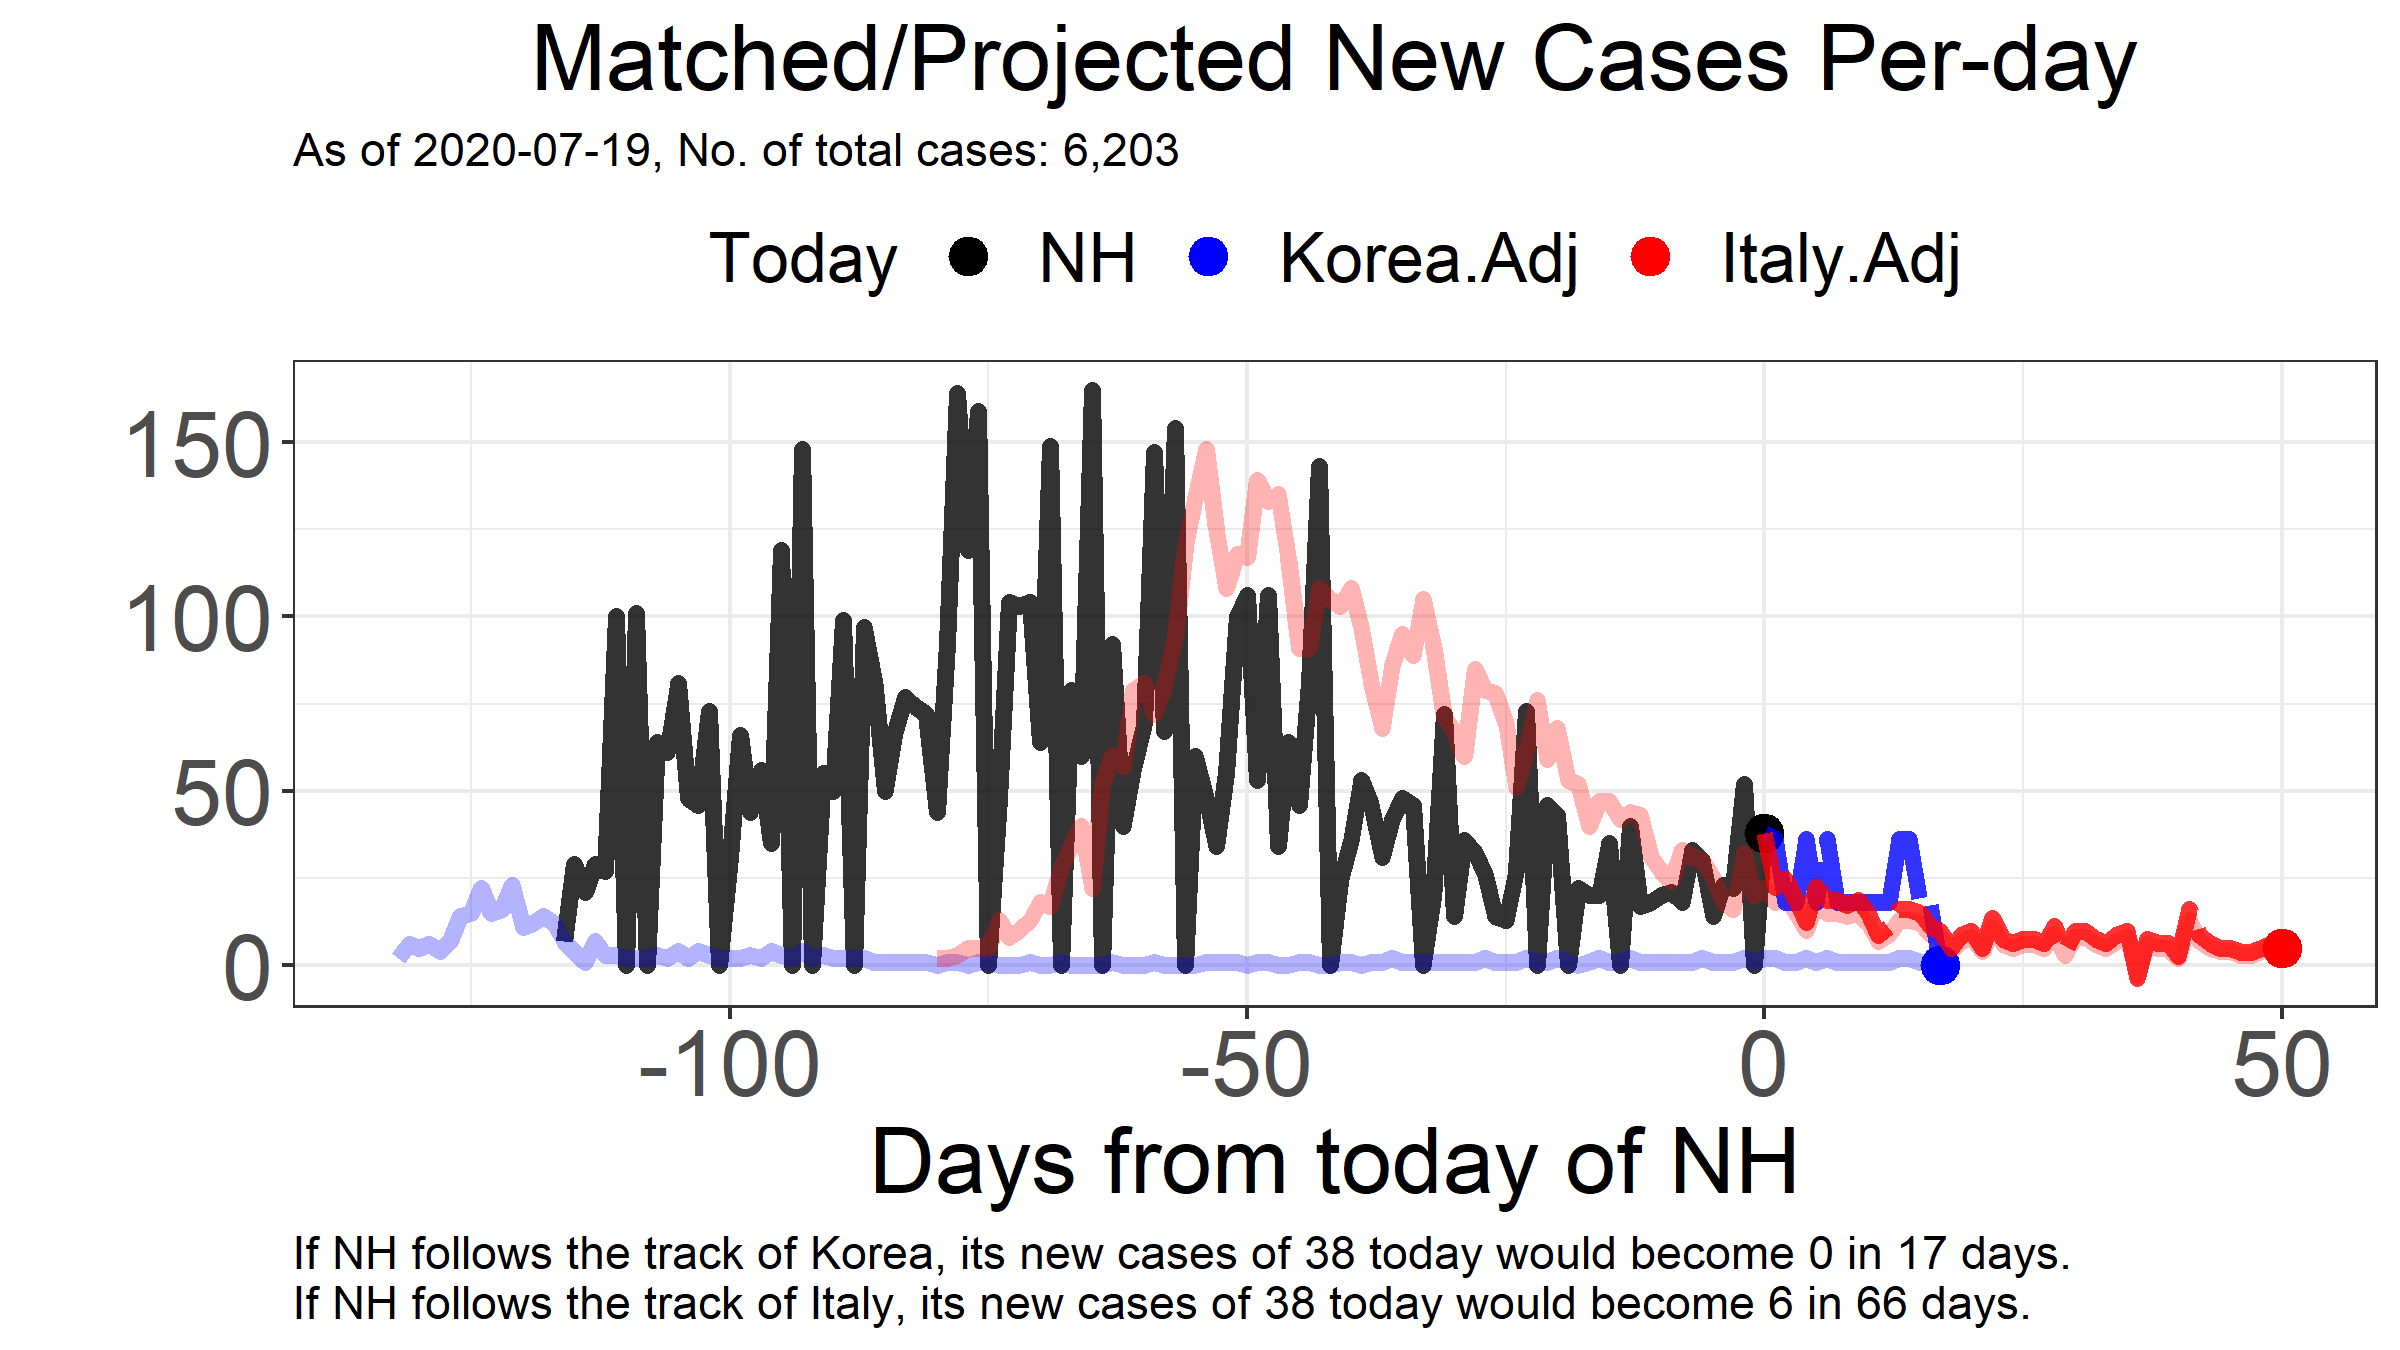 Matched/Projected New Cases Per-day
As of 2020-07-19, No. of total cases: 6,203
Today NH Korea.Adj Italy.Adj
150
100
50
0
-100 -50 0 50
Days from today of NH
If NH follows the track of Korea, its new cases of 38 today would become 0 in 17 days.
If NH follows the track of Italy, its new cases of 38 today would become 6 in 66 days.